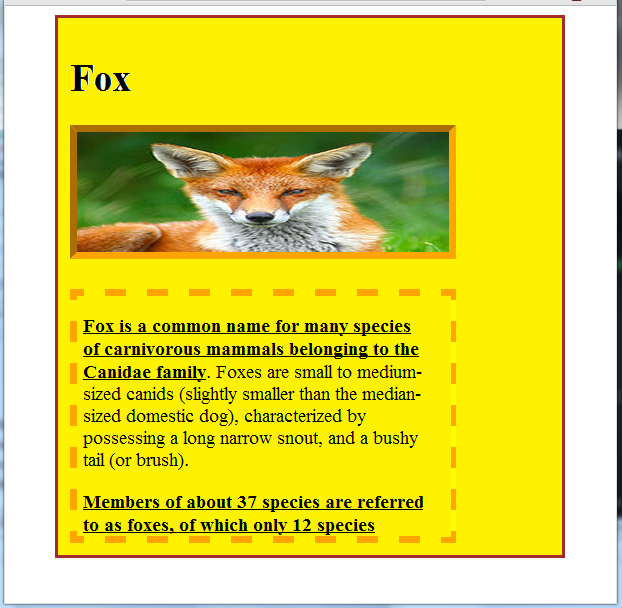 Fox
Fox is a common name for many species
of carnivorous mammals belonging to the
Canidae family. Foxes are small to medium-
sized canids (slightly smaller than the median-
sized domestic dog), characterized by
possessing a long narrow snout, and a bushy
tail (or brush).
Members of about 37 species are referred
to as foxes, of which only 12 species